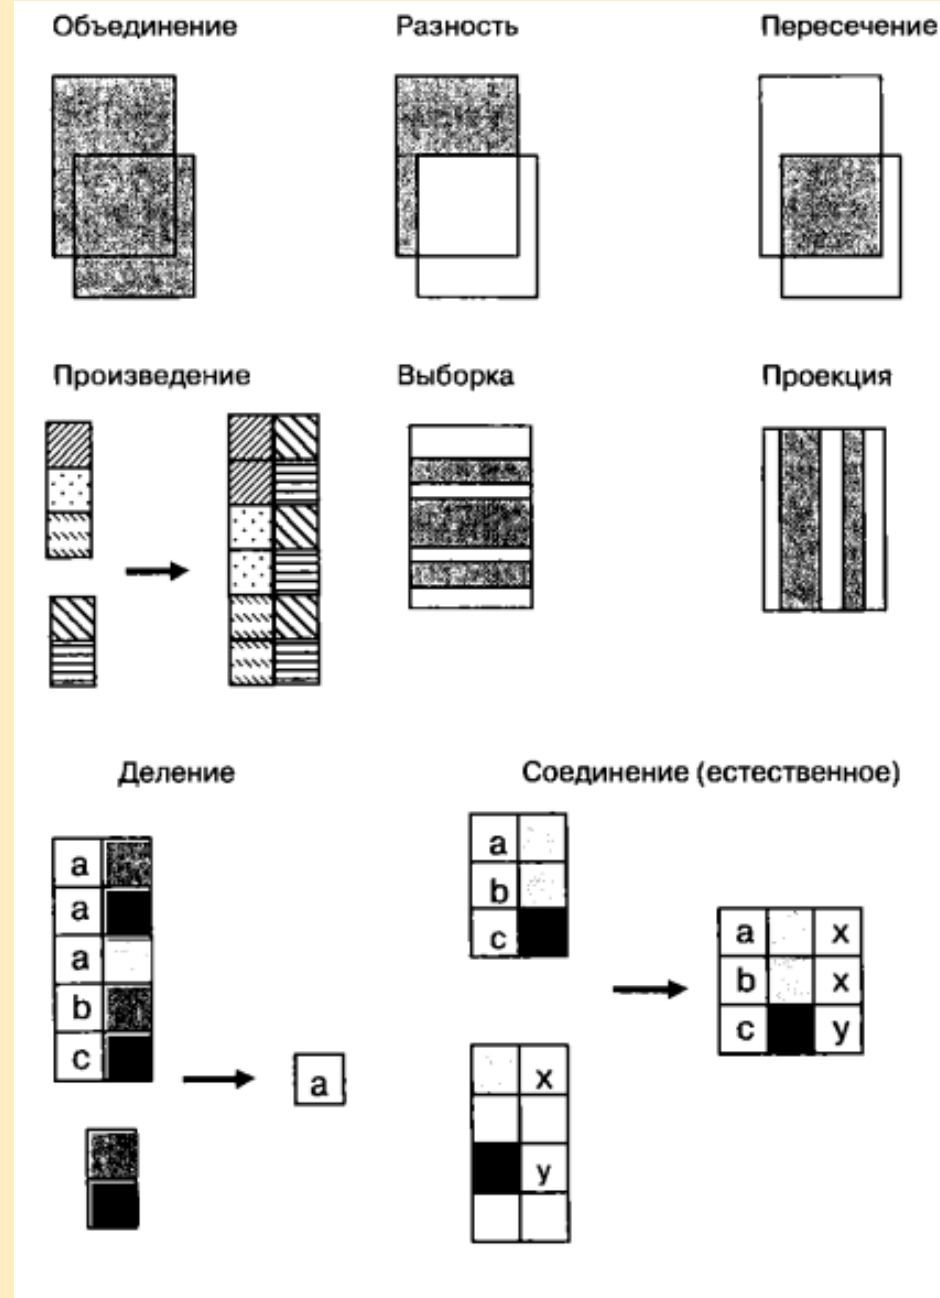 Объединение
Разность
Пересечение
Произведение
Выборка
Проекция
Деление
Соединение (естественное)
a
a
a
b
c
a
a
b
c
x
y
a x
b x
c y